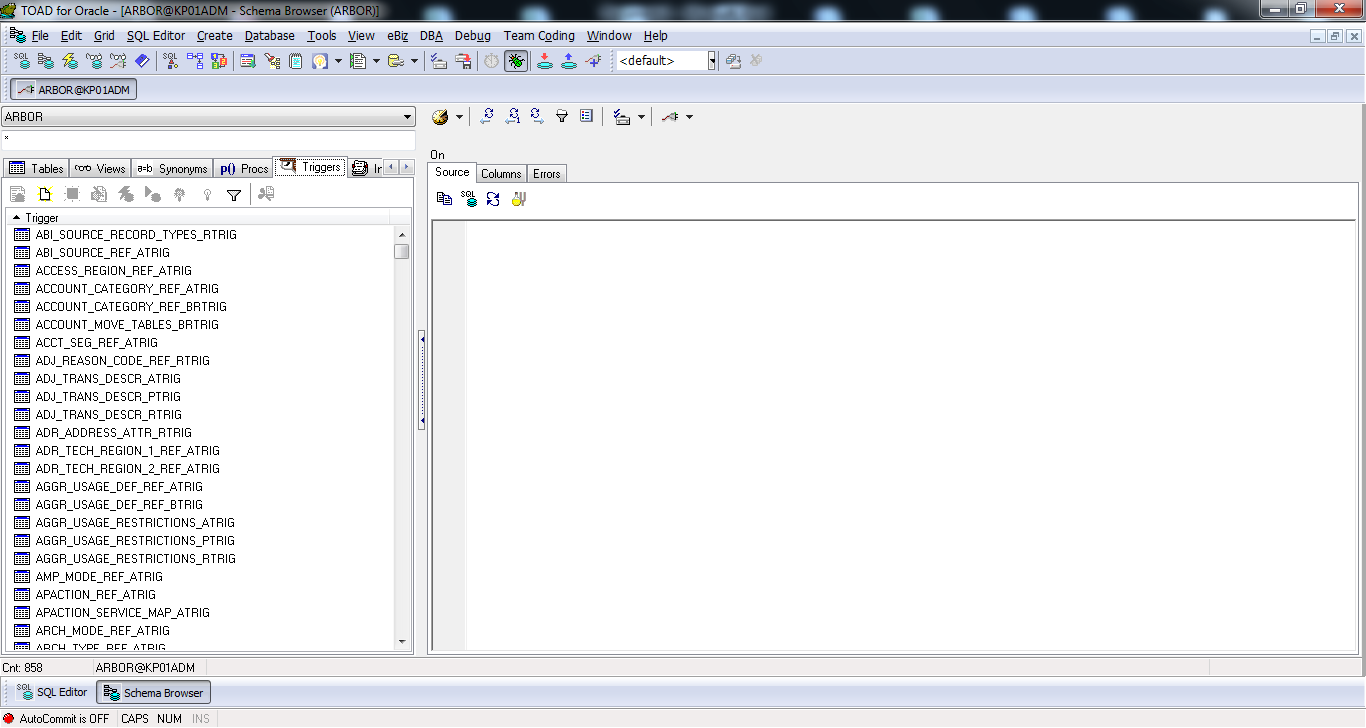 TOAD for Oracle - [ARBOR@KP01ADM - Schema Browser (ARBOR)]
File Edit Grid SQL Editor Create Database Tools View eBiz DBA Debug Team Coding Window Help
<default>
ARBOR@KP01ADM
ARBOR
*
On
Tables Views Synonyms p() Procs Triggers In
Source Columns Errors
SQL
Trigger
ABI_SOURCE_RECORD_TYPES_RTRIG
ABI_SOURCE_REF_ATRIG
ACCESS_REGION_REF_ATRIG
ACCOUNT_CATEGORY_REF_ATRIG
ACCOUNT_CATEGORY_REF_BRTRIG
ACCOUNT_MOVE_TABLES_BRTRIG
ACCT_SEG_REF_ATRIG
ADJ_REASON_CODE_REF_RTRIG
ADJ_TRANS_DESCR_ATRIG
ADJ_TRANS_DESCR_PTRIG
ADJ_TRANS_DESCR_RTRIG
ADR_ADDRESS_ATTR_RTRIG
ADR_TECH_REGION_1_REF_ATRIG
ADR_TECH_REGION_2_REF_ATRIG
AGGR_USAGE_DEF_REF_ATRIG
AGGR_USAGE_DEF_REF_BTRIG
AGGR_USAGE_RESTRICTIONS_ATRIG
AGGR_USAGE_RESTRICTIONS_PTRIG
AGGR_USAGE_RESTRICTIONS_RTRIG
AMP_MODE_REF_ATRIG
APACTION_REF_ATRIG
APACTION_SERVICE_MAP_ATRIG
ARCH_MODE_REF_ATRIG
ARCH_TYPE_REF_ATRIG
Cnt: 858 ARBOR@KP01ADM
SQL SQL Editor Schema Browser
AutoCommit is OFF CAPS NUM INS